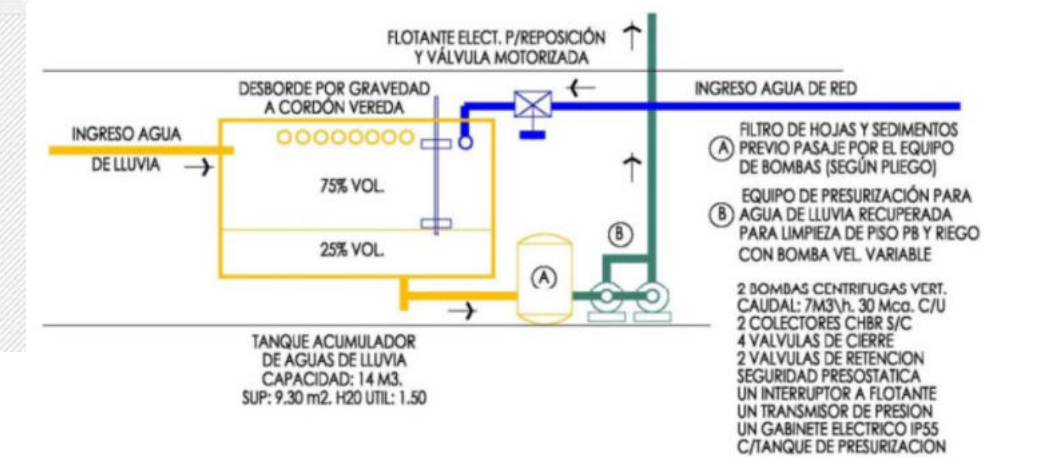 FLOTANTE ELECT. P/REPOSICIÓN
Y VÁLVULA MOTORIZADA
DESBORDE POR GRAVEDAD
A CORDÓN VEREDA
INGRESO AGUA DE RED
INGRESO AGUA
DE LLUVIA
75% VOL.
25% VOL.
A
B
TANQUE ACUMULADOR
DE AGUAS DE LLUVIA
CAPACIDAD: 14 M3.
SUP: 9.30 m2. H20 UTIL: 1.50
FILTRO DE HOJAS Y SEDIMENTOS
A PREVIO PASAJE POR EL EQUIPO
DE BOMBAS (SEGÚN PLIEGO)
EQUIPO DE PRESURIZACIÓN PARA
B AGUA DE LLUVIA RECUPERADA
PARA LIMPIEZA DE PISO PB Y RIEGO
CON BOMBA VEL. VARIABLE
2 BOMBAS CENTRIFUGAS VERT.
CAUDAL: 7M3\h. 30 Mca. C/U
2 COLECTORES CHBR S/C
4 VALVULAS DE CIERRE
2 VALVULAS DE RETENCION
SEGURIDAD PRESOSTATICA
UN INTERRUPTOR A FLOTANTE
UN TRANSMISOR DE PRESION
UN GABINETE ELECTRICO IP55
C/TANQUE DE PRESURIZACION